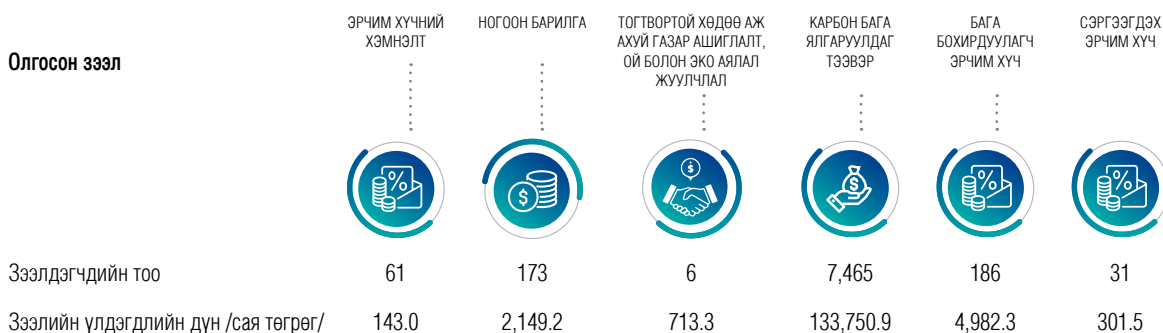 Олгосон зээл
ЭРЧИМ ХҮЧНИЙ
ХЭМНЭЛТ
НОГООН БАРИЛГА
ТОГТВОРТОЙ ХӨДӨӨ АЖ
АХУЙ ГАЗАР АШИГЛАЛТ,
ОЙ БОЛОН ЭКО АЯЛАЛ
ЖУУЛЧЛАЛ
КАРБОН БАГА
ЯЛГАРУУЛДАГ
ТЭЭВЭР
БАГА
БОХИРДУУЛАГЧ
ЭРЧИМ ХҮЧ
СЭРГЭЭГДЭХ
ЭРЧИМ ХҮЧ
Зээлдэгчдийн тоо 61 173 6 7,465 186 31
Зээлийн үлдэгдлийн дүн /сая төгрөг/ 143.0 2,149.2 713.3 133,750.9 4,982.3 301.5